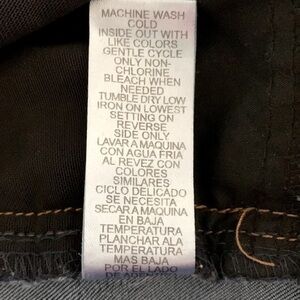 MACHINE WASH
COLD
INSIDE OUT WITH
LIKE COLORS
GENTLE CYCLE
ONLY NON-
CHLORINE
BLEACH WHEN
NEEDED
TUMBLE DRY LOW
IRON ON LOWEST
SETTING ON
REVERSE
SIDE ONLY
LAVAR A MAQUINA
CON AGUA FRIA
AL REVEZ CON
COLORES
SIMILARES
CICLO DELICADO
SE NECESITA
SECAR A MAQUINA
EN BAJA
TEMPERATURA
PLANCHAR ALA
TEMPERATURA
MAS BAJA
POR EL LADO